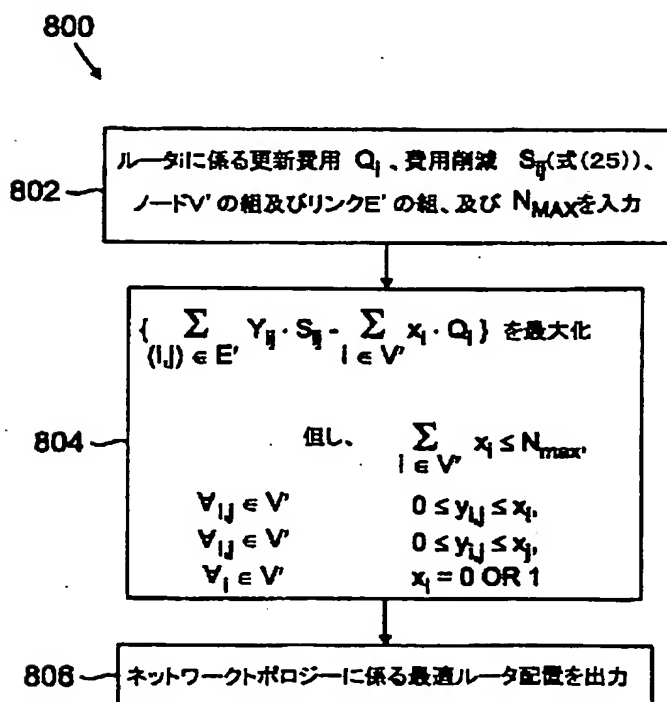 800
802
ルータiに係る更新費用 Qi 、費用削減 Sij(式(25))、
ノードV' の組及びリンクE' の組、及び NMAXを入力
804
{ ∑ Yij · Sij - ∑ xi · Qi } を最大化
(i,j) ∈ E' i ∈ V'
但し、 ∑ xi ≤ Nmax,
i ∈ V'
∀i,j ∈ V' 0 ≤ yi,j ≤ xi,
∀i,j ∈ V' 0 ≤ yi,j ≤ xj,
∀i ∈ V' xi = 0 OR 1
806
ネットワークトポロジーに係る最適ルータ配置を出力